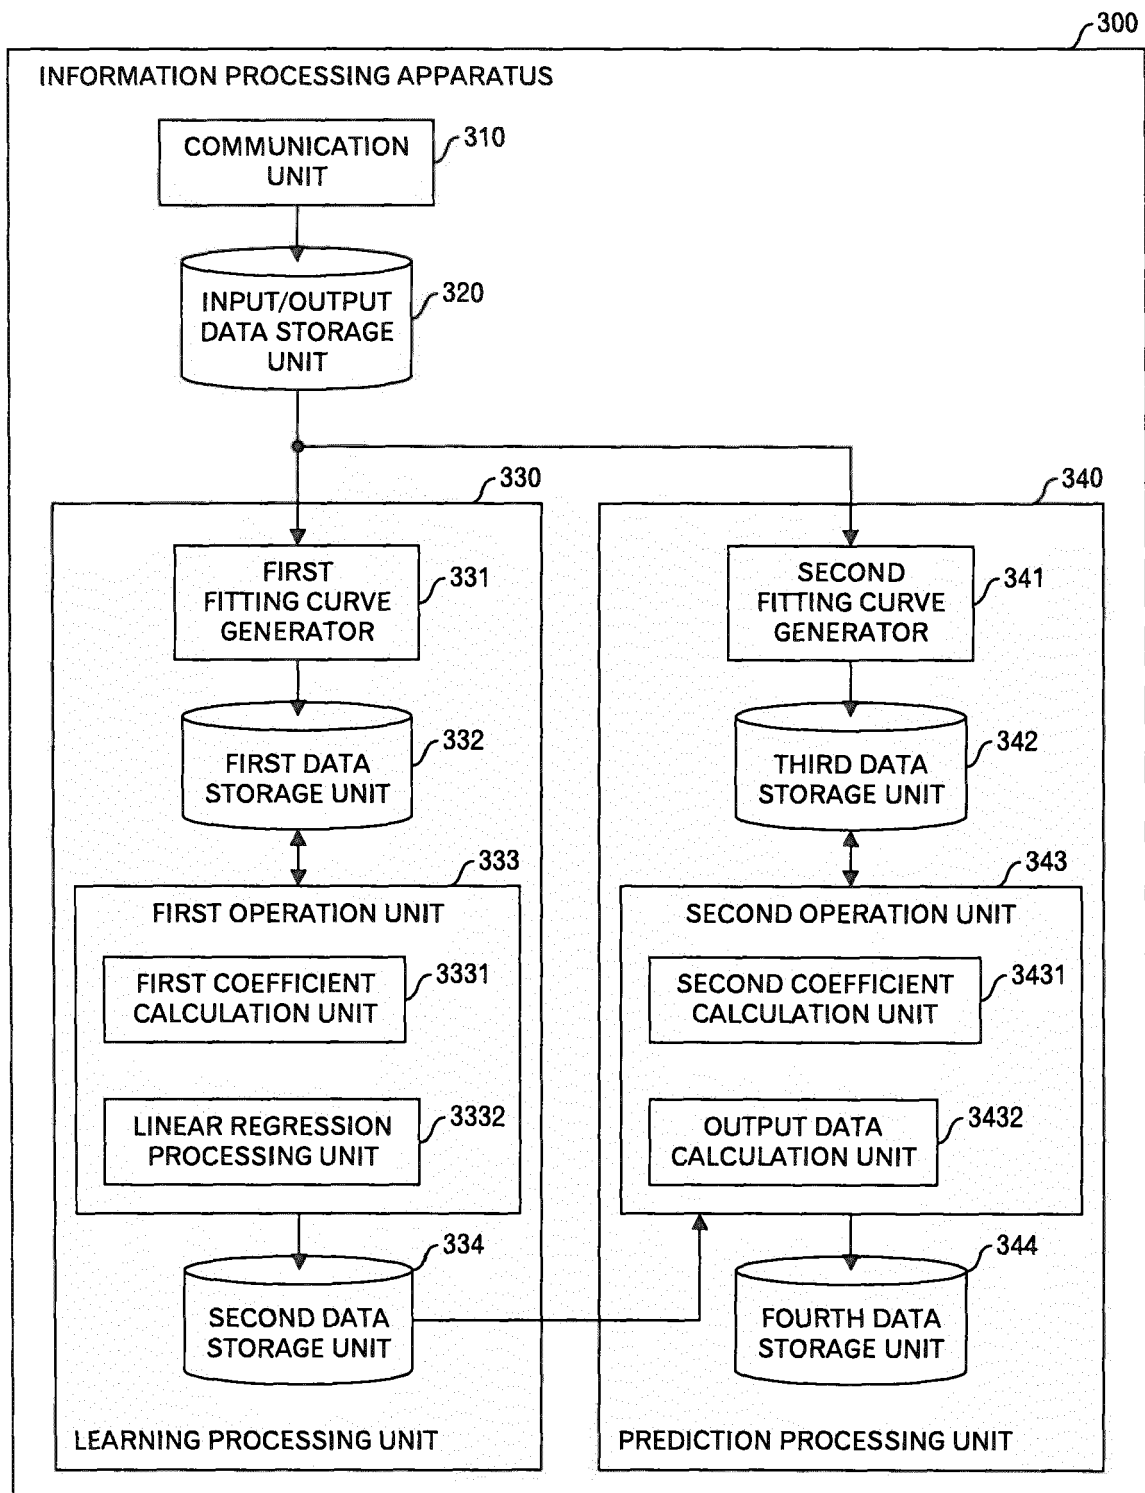 300
INFORMATION PROCESSING APPARATUS
COMMUNICATION
UNIT
310
INPUT/OUTPUT
DATA STORAGE
UNIT
320
330
FIRST
FITTING CURVE
GENERATOR
331
FIRST DATA
STORAGE UNIT
332
333
FIRST OPERATION UNIT
FIRST COEFFICIENT
CALCULATION UNIT
3331
LINEAR REGRESSION
PROCESSING UNIT
3332
334
SECOND DATA
STORAGE UNIT
LEARNING PROCESSING UNIT
340
SECOND
FITTING CURVE
GENERATOR
341
THIRD DATA
STORAGE UNIT
342
343
SECOND OPERATION UNIT
SECOND COEFFICIENT
CALCULATION UNIT
3431
OUTPUT DATA
CALCULATION UNIT
3432
344
FOURTH DATA
STORAGE UNIT
PREDICTION PROCESSING UNIT